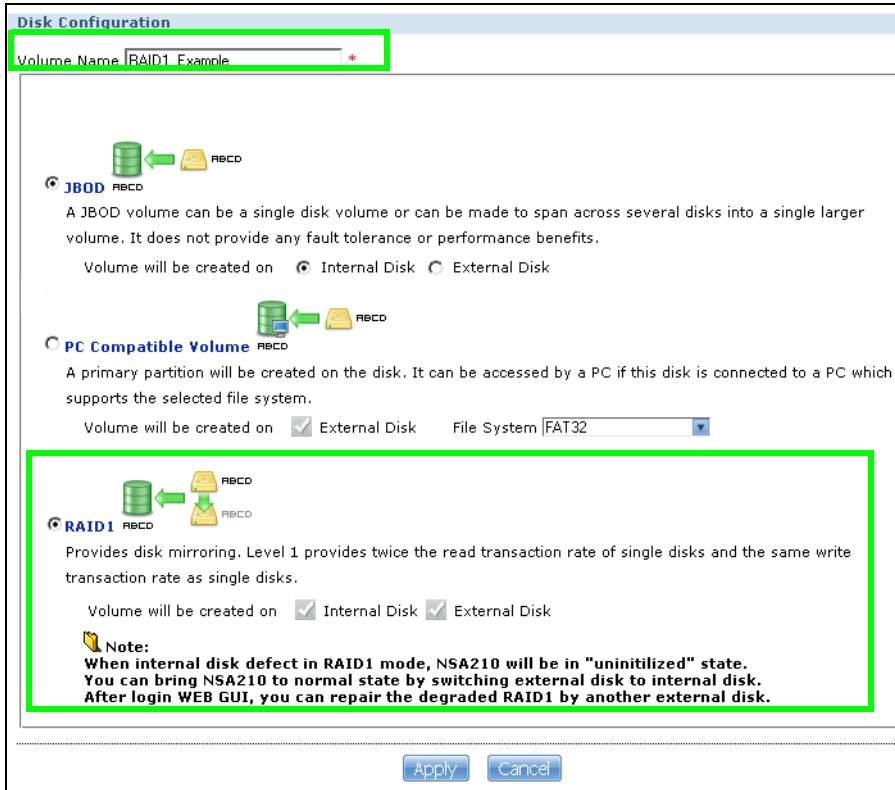 Disk Configuration
Volume Name RAID1_Example *
ABCD
JBOD ABCD
A JBOD volume can be a single disk volume or can be made to span across several disks into a single larger
volume. It does not provide any fault tolerance or performance benefits.
Volume will be created on Internal Disk External Disk
ABCD
PC Compatible Volume ABCD
A primary partition will be created on the disk. It can be accessed by a PC if this disk is connected to a PC which
supports the selected file system.
Volume will be created on External Disk File System FAT32
ABCD
ABCD
RAID1 ABCD
Provides disk mirroring. Level 1 provides twice the read transaction rate of single disks and the same write
transaction rate as single disks.
Volume will be created on Internal Disk External Disk
Note:
When internal disk defect in RAID1 mode, NSA210 will be in "uninitilized" state.
You can bring NSA210 to normal state by switching external disk to internal disk.
After login WEB GUI, you can repair the degraded RAID1 by another external disk.
Apply Cancel